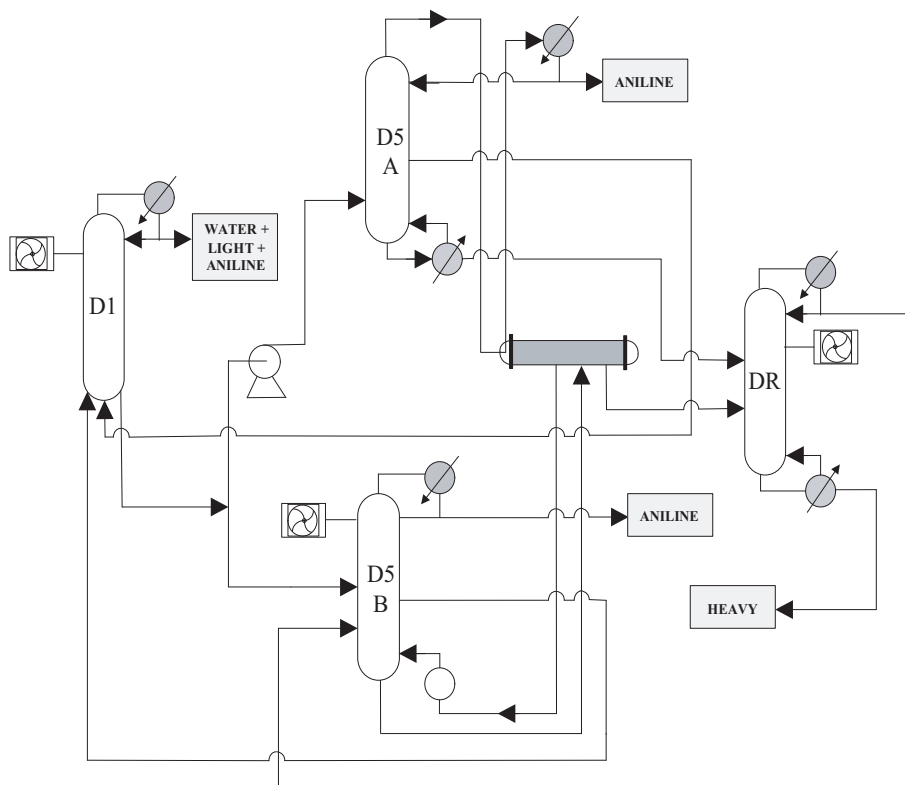 D5
A
ANILINE
WATER +
LIGHT +
ANILINE
D1
DR
D5
B
ANILINE
HEAVY